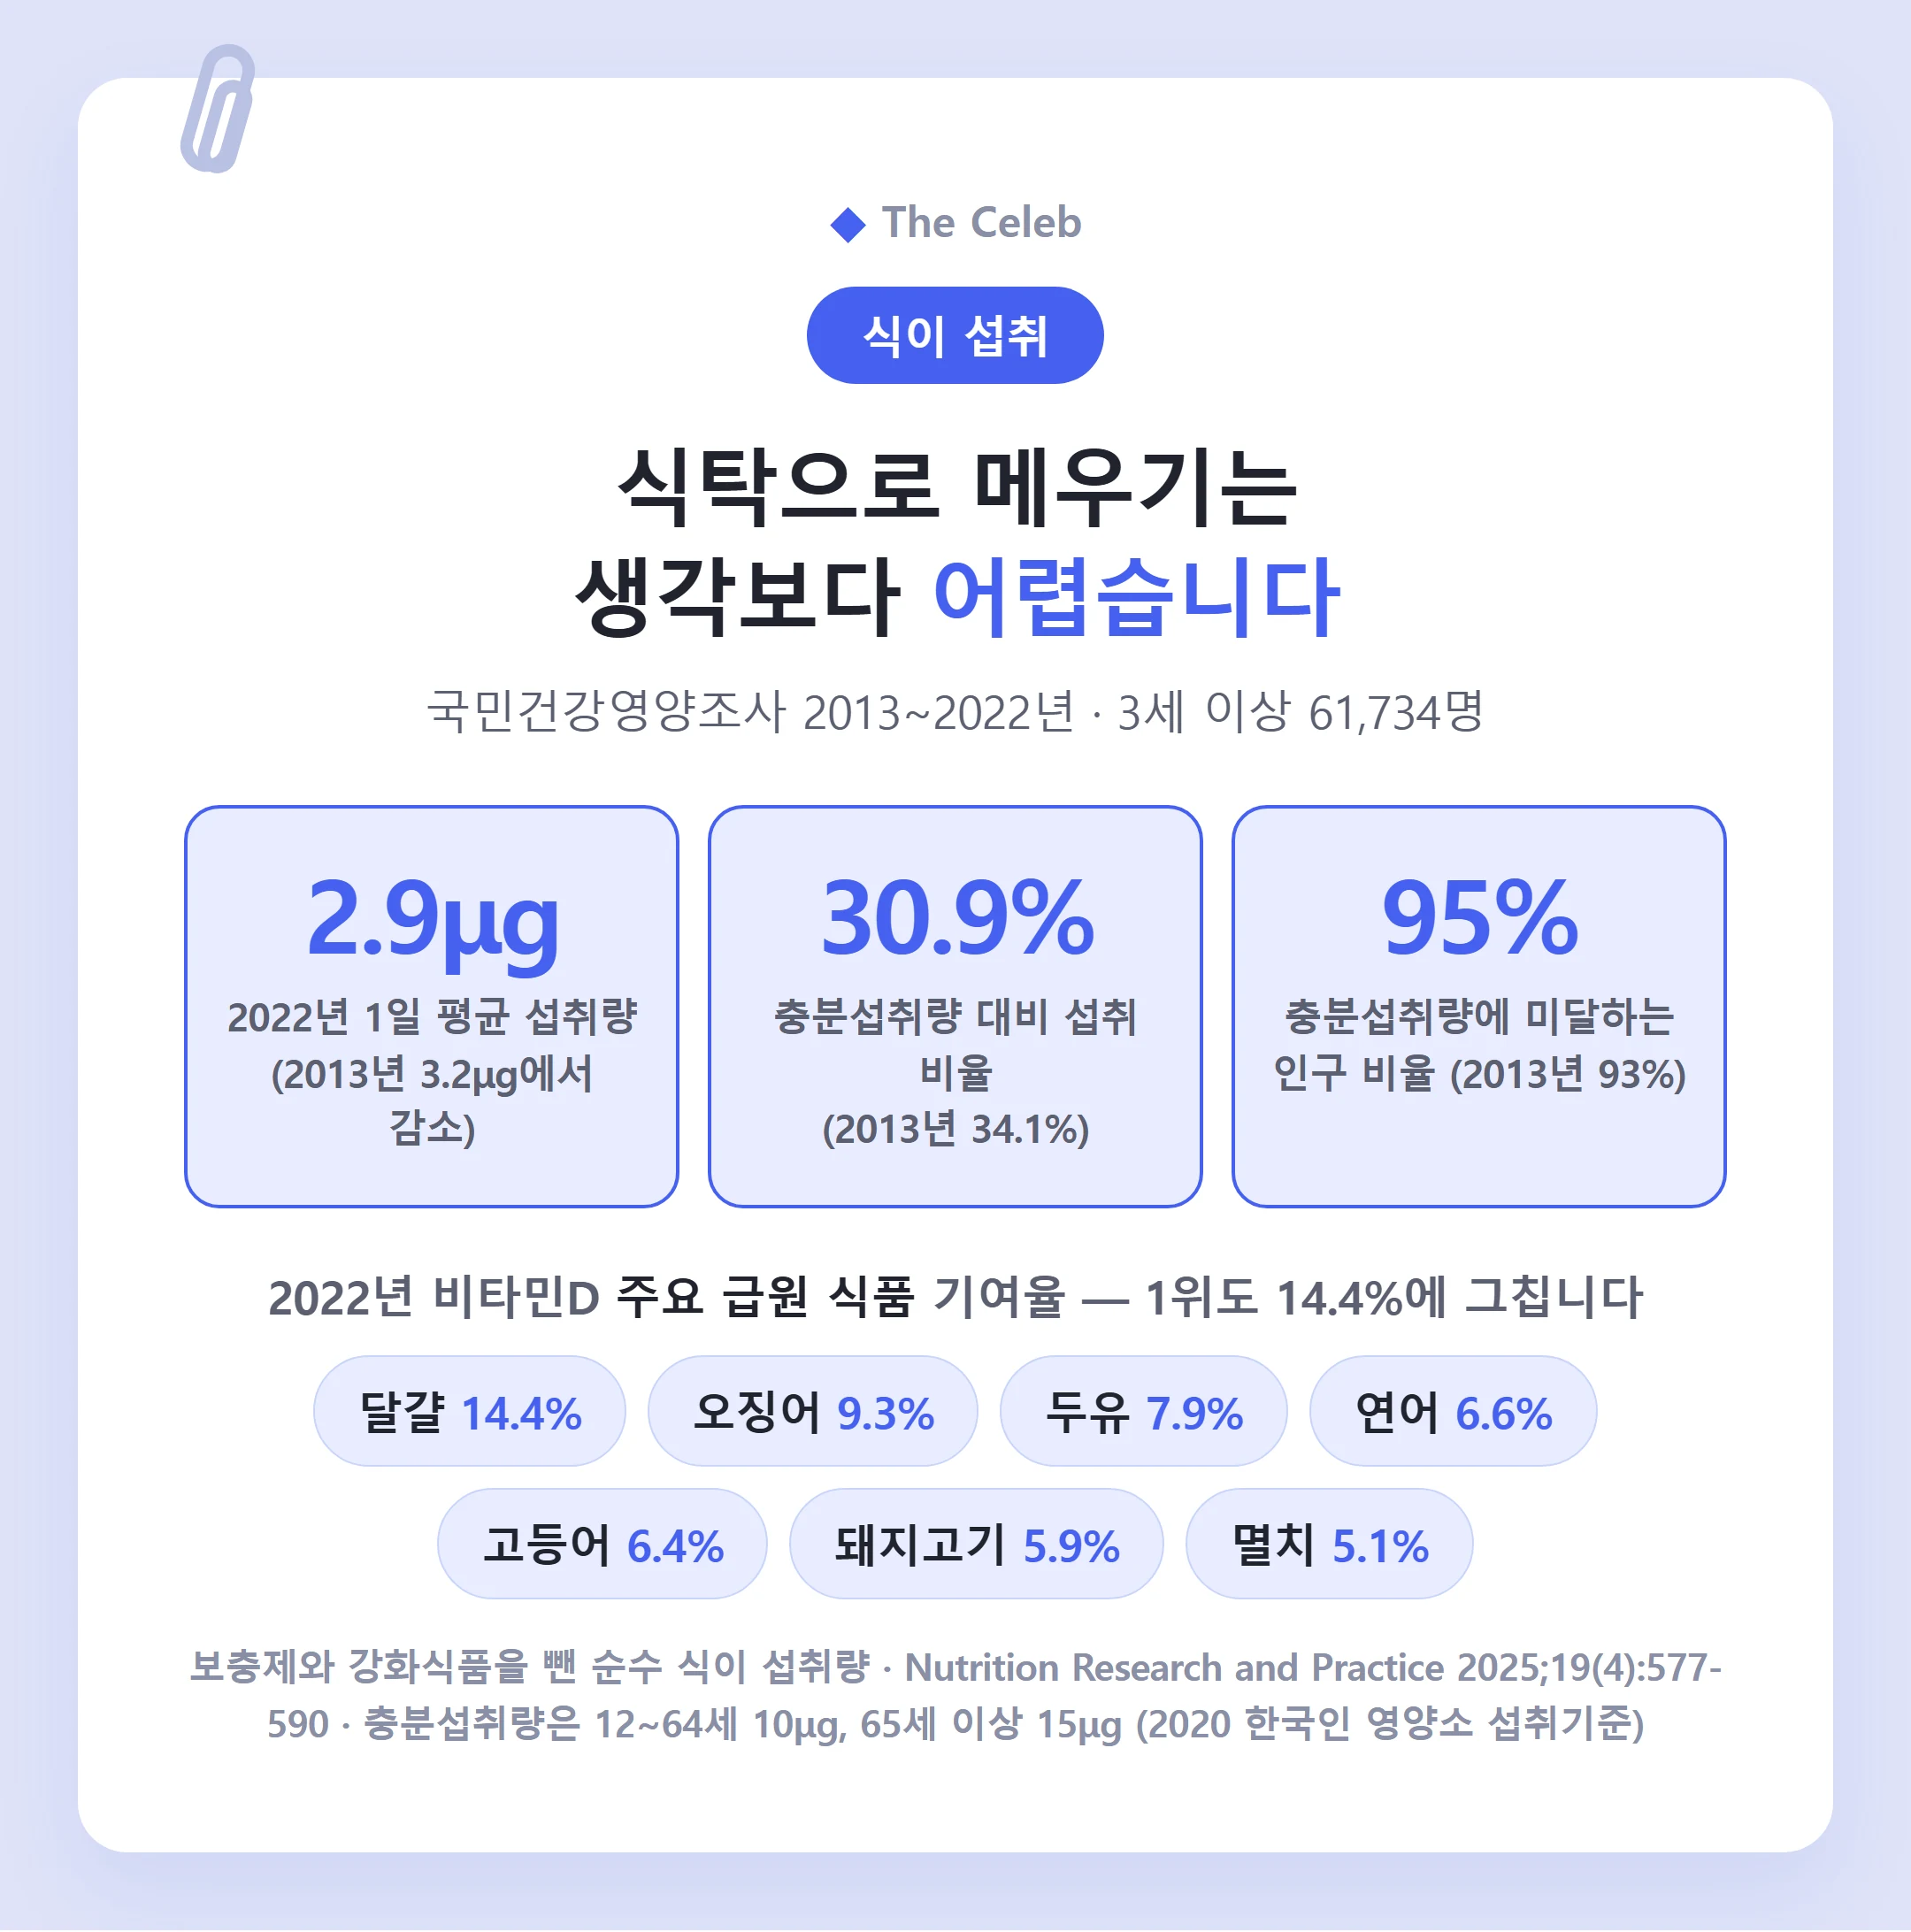 The Celeb
식이 섭취
식탁으로 메우기는
생각보다 어렵습니다
국민건강영양조사 2013~2022년 · 3세 이상 61,734명
2.9μg
2022년 1일 평균 섭취량
(2013년 3.2μg에서
감소)
30.9%
충분섭취량 대비 섭취
비율
(2013년 34.1%)
95%
충분섭취량에 미달하는
인구 비율 (2013년 93%)
2022년 비타민D 주요 급원 식품 기여율 — 1위도 14.4%에 그칩니다
달걀 14.4%
오징어 9.3%
두유 7.9%
연어 6.6%
고등어 6.4%
돼지고기 5.9%
멸치 5.1%
보충제와 강화식품을 뺀 순수 식이 섭취량 · Nutrition Research and Practice 2025;19(4):577-
590 · 충분섭취량은 12~64세 10μg, 65세 이상 15μg (2020 한국인 영양소 섭취기준)